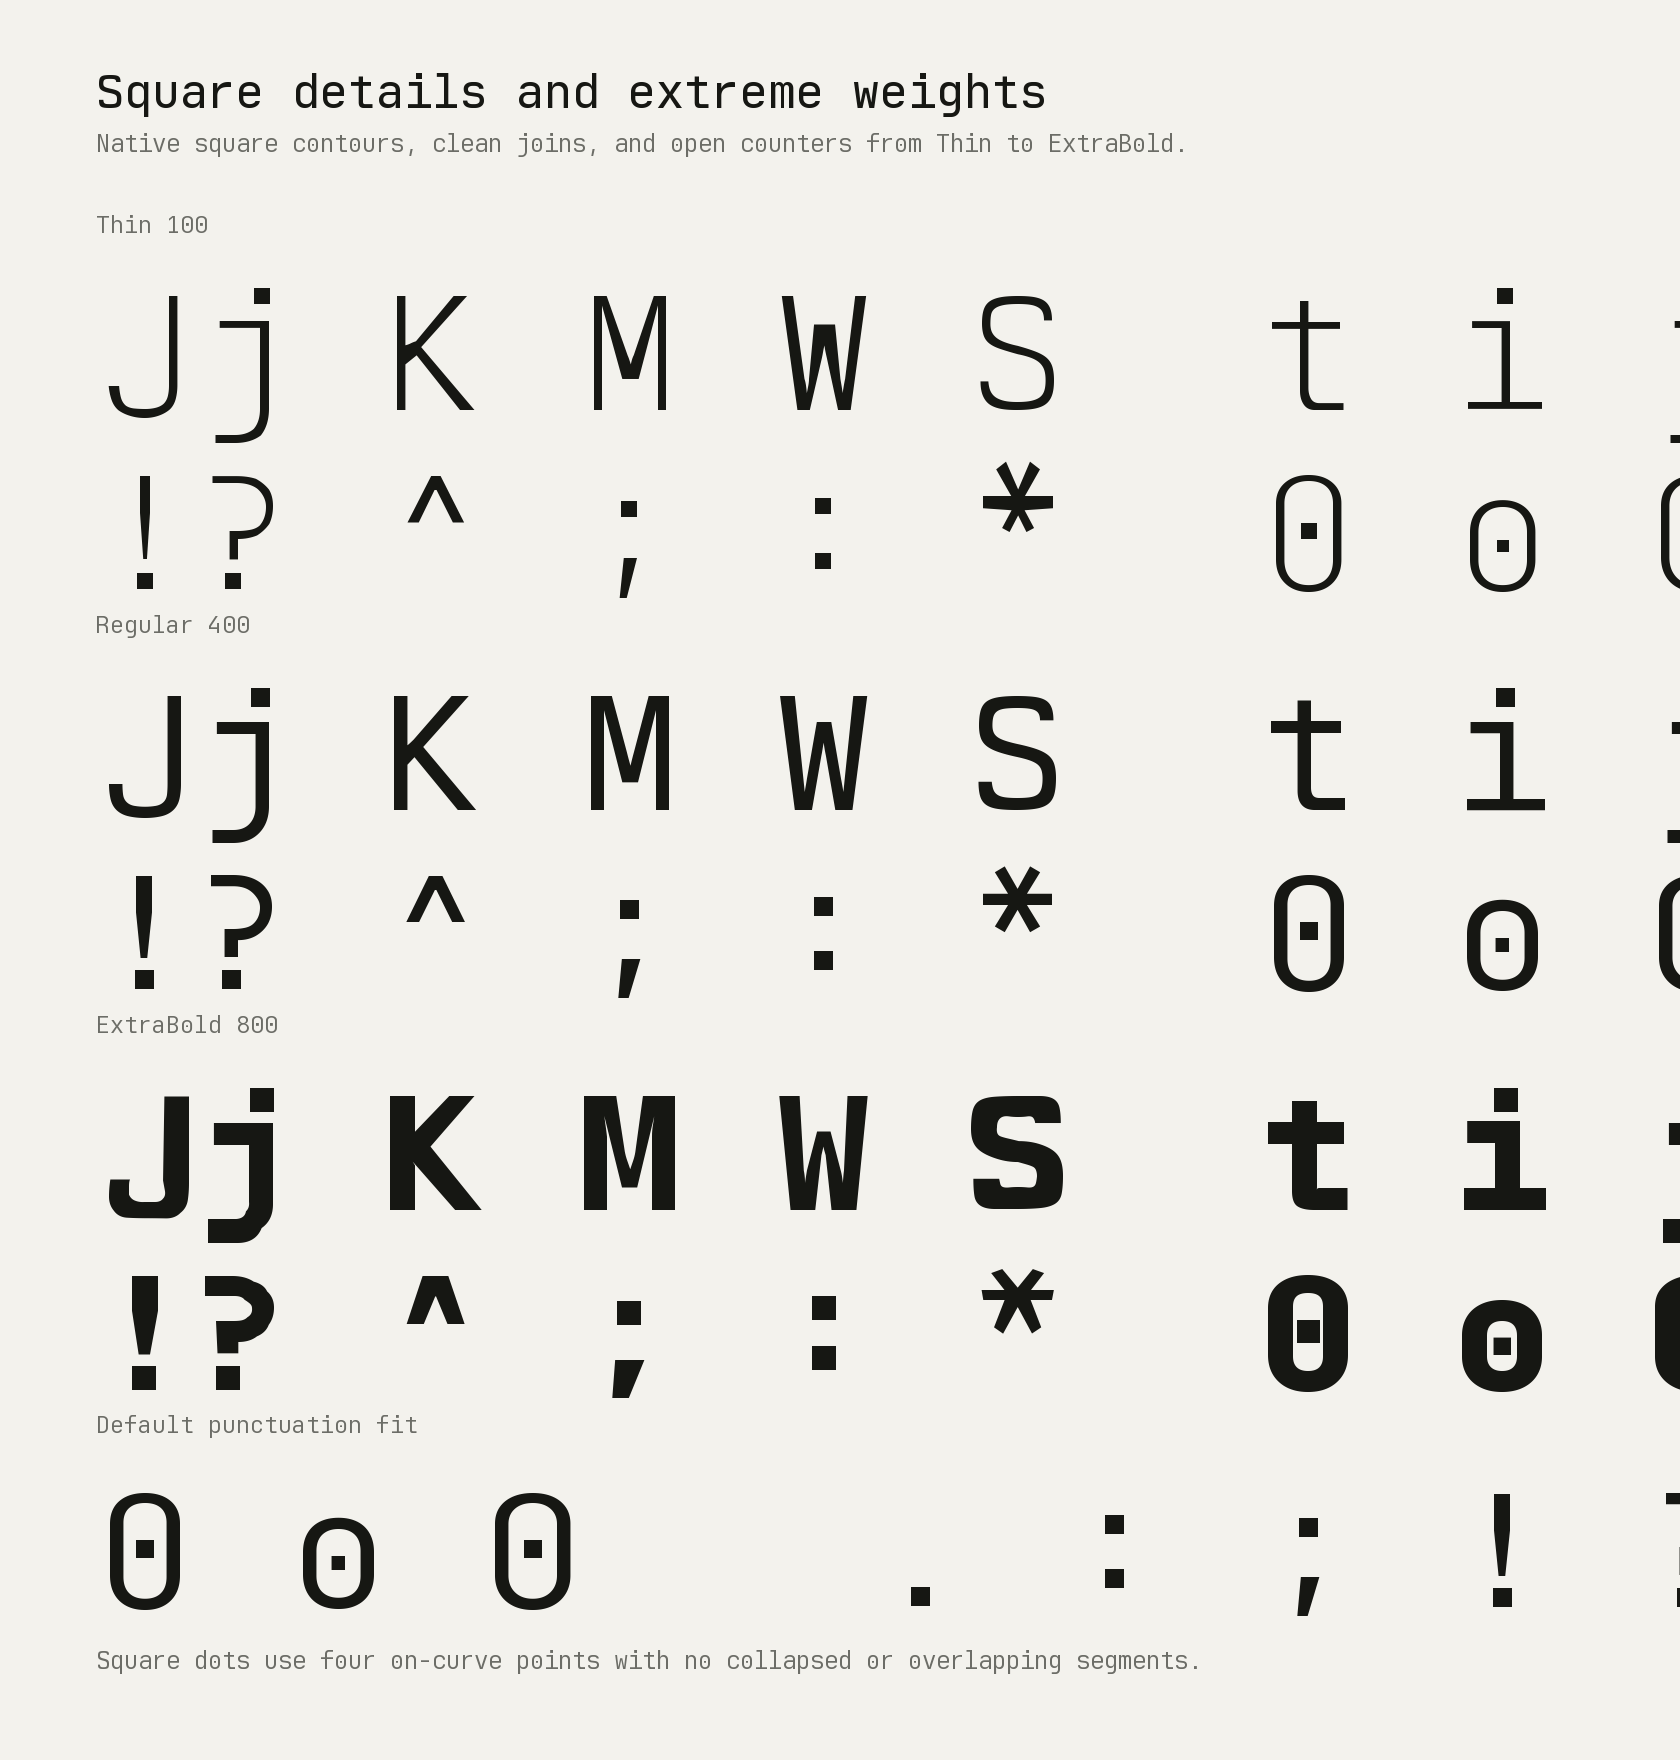 Square details and extreme weights
Native square contours, clean joins, and open counters from Thin to ExtraBold.
Thin 100
Jj K M W S t i
!? ^ ; : * 0 o
Regular 400
Jj K M W S t i
!? ^ ; : * 0 o
ExtraBold 800
Jj K M W S t i
!? ^ ; : * 0 o
Default punctuation fit
0 o O . : ; !
Square dots use four on-curve points with no collapsed or overlapping segments.